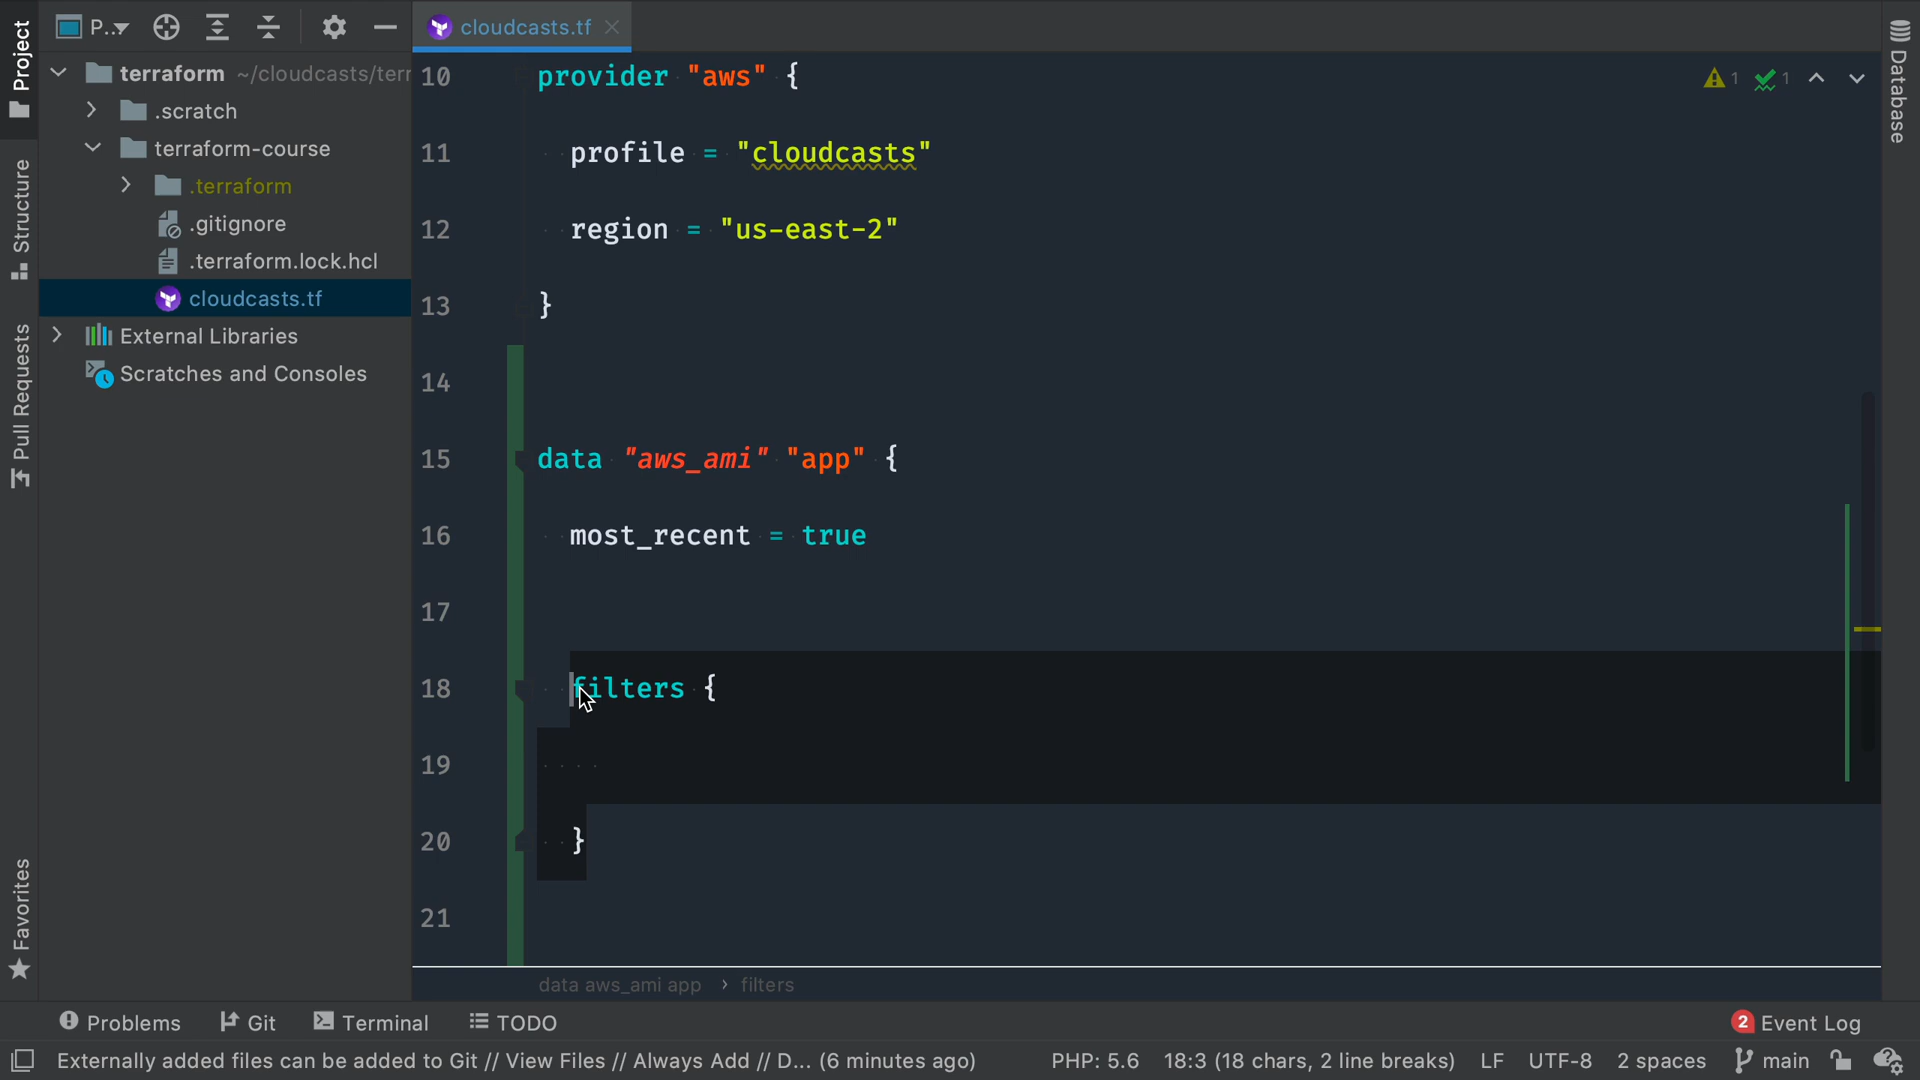 Project
Structure
Pull Requests
Favorites
P..
terraform ~/cloudcasts/terr
.scratch
terraform-course
.terraform
.gitignore
.terraform.lock.hcl
cloudcasts.tf
External Libraries
Scratches and Consoles
cloudcasts.tf
10 provider "aws" {
11 profile = "cloudcasts"
12 region = "us-east-2"
13 }
14
15 data "aws_ami" "app" {
16 most_recent = true
17
18 filters {
19
20 }
21
1 1
Database
data aws_ami app › filters
Problems Git Terminal TODO
2 Event Log
Externally added files can be added to Git // View Files // Always Add // D... (6 minutes ago) PHP: 5.6 18:3 (18 chars, 2 line breaks) LF UTF-8 2 spaces main